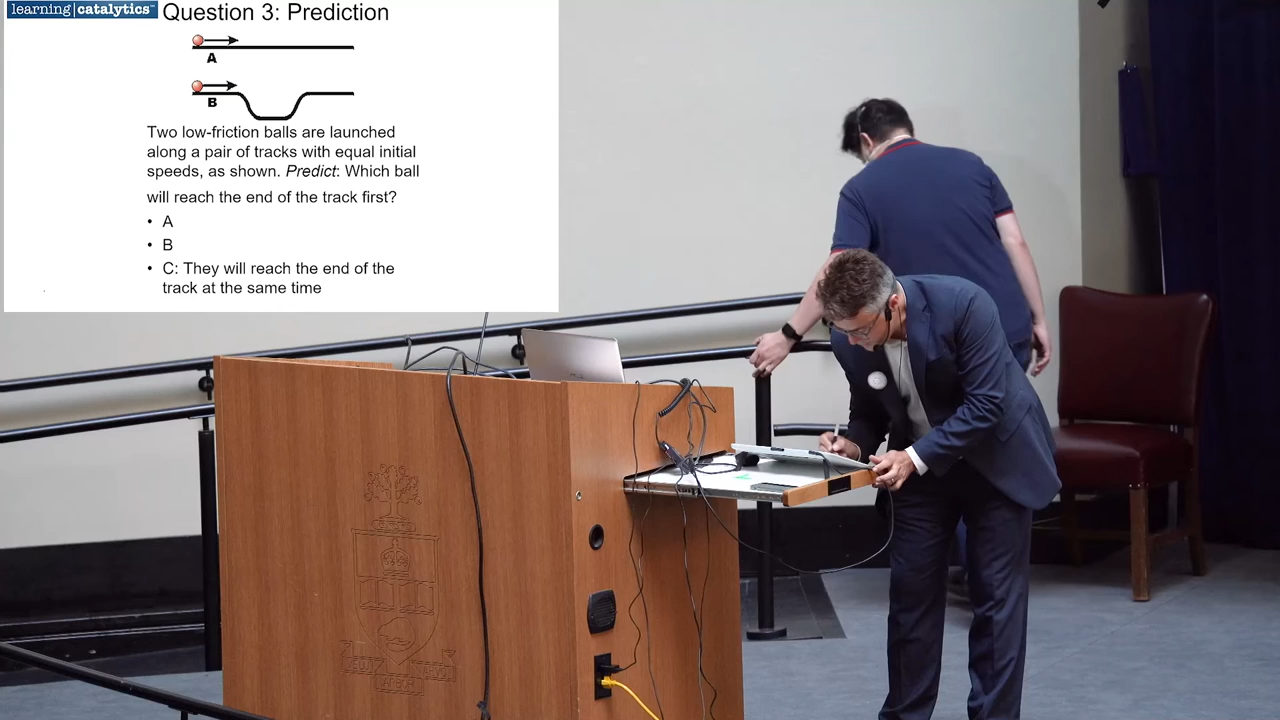 learning|catalytics™
Question 3: Prediction
A
B
Two low-friction balls are launched
along a pair of tracks with equal initial
speeds, as shown. Predict: Which ball
will reach the end of the track first?
• A
• B
• C: They will reach the end of the
track at the same time
ARBOR